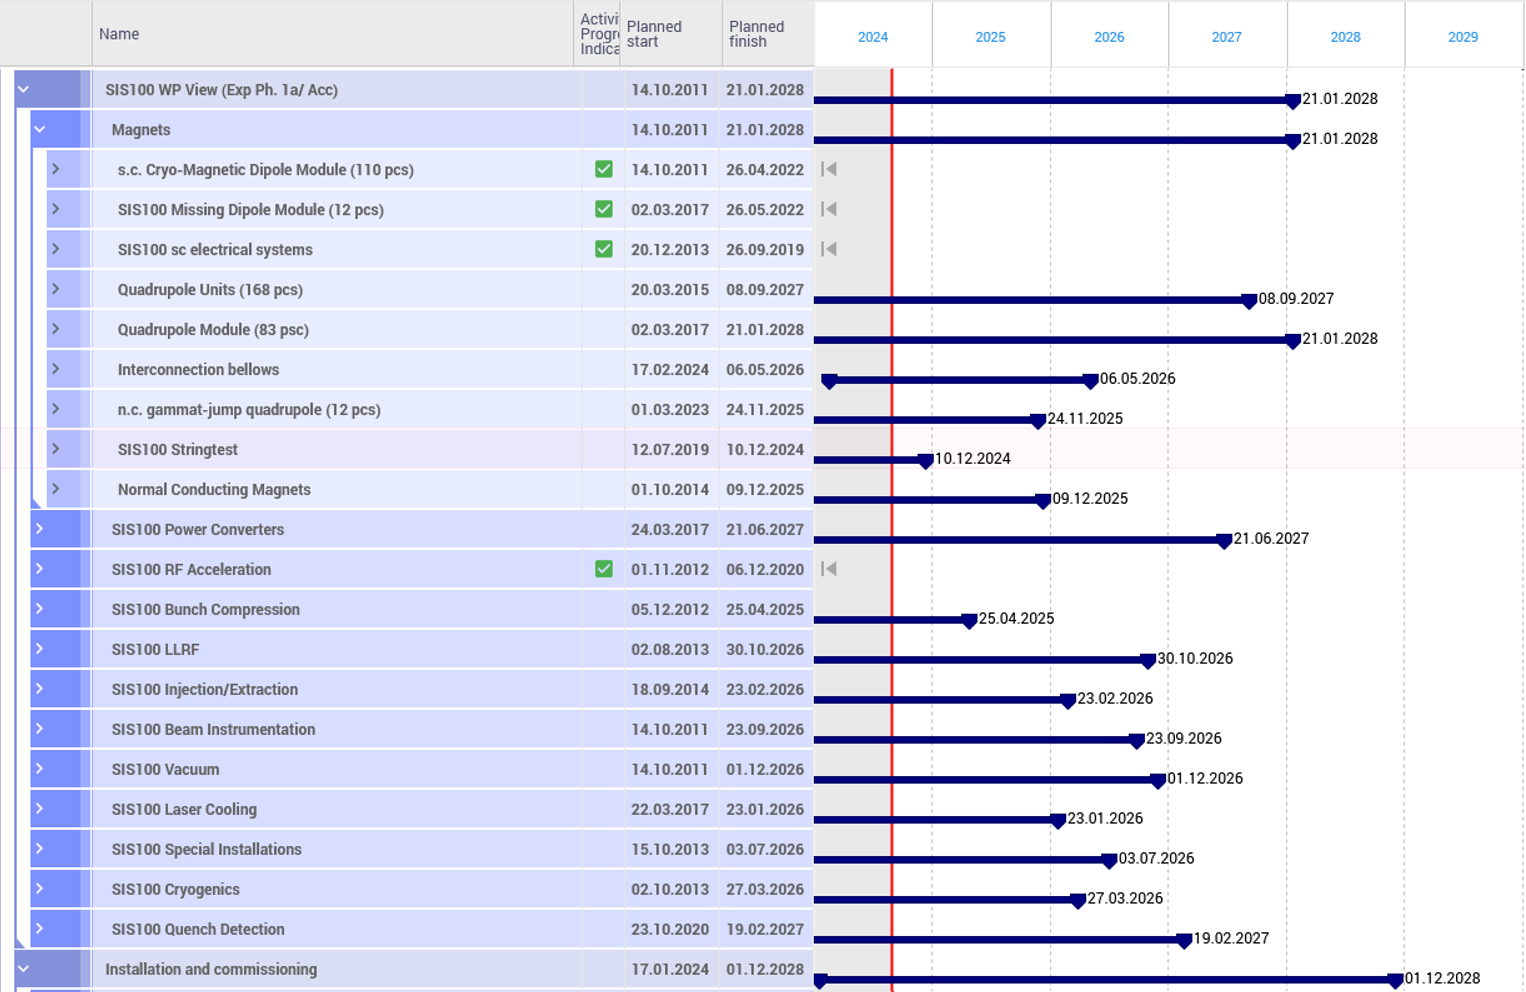 Name
Activi
Progre
Indica
Planned
start
Planned
finish
2024 2025 2026 2027 2028 2029
SIS100 WP View (Exp Ph. 1a/ Acc) 14.10.2011 21.01.2028 21.01.2028
Magnets 14.10.2011 21.01.2028 21.01.2028
s.c. Cryo-Magnetic Dipole Module (110 pcs) 14.10.2011 26.04.2022
SIS100 Missing Dipole Module (12 pcs) 02.03.2017 26.05.2022
SIS100 sc electrical systems 20.12.2013 26.09.2019
Quadrupole Units (168 pcs) 20.03.2015 08.09.2027 08.09.2027
Quadrupole Module (83 psc) 02.03.2017 21.01.2028 21.01.2028
Interconnection bellows 17.02.2024 06.05.2026 06.05.2026
n.c. gammat-jump quadrupole (12 pcs) 01.03.2023 24.11.2025 24.11.2025
SIS100 Stringtest 12.07.2019 10.12.2024 10.12.2024
Normal Conducting Magnets 01.10.2014 09.12.2025 09.12.2025
SIS100 Power Converters 24.03.2017 21.06.2027 21.06.2027
SIS100 RF Acceleration 01.11.2012 06.12.2020
SIS100 Bunch Compression 05.12.2012 25.04.2025 25.04.2025
SIS100 LLRF 02.08.2013 30.10.2026 30.10.2026
SIS100 Injection/Extraction 18.09.2014 23.02.2026 23.02.2026
SIS100 Beam Instrumentation 14.10.2011 23.09.2026 23.09.2026
SIS100 Vacuum 14.10.2011 01.12.2026 01.12.2026
SIS100 Laser Cooling 22.03.2017 23.01.2026 23.01.2026
SIS100 Special Installations 15.10.2013 03.07.2026 03.07.2026
SIS100 Cryogenics 02.10.2013 27.03.2026 27.03.2026
SIS100 Quench Detection 23.10.2020 19.02.2027 19.02.2027
Installation and commissioning 17.01.2024 01.12.2028 01.12.2028